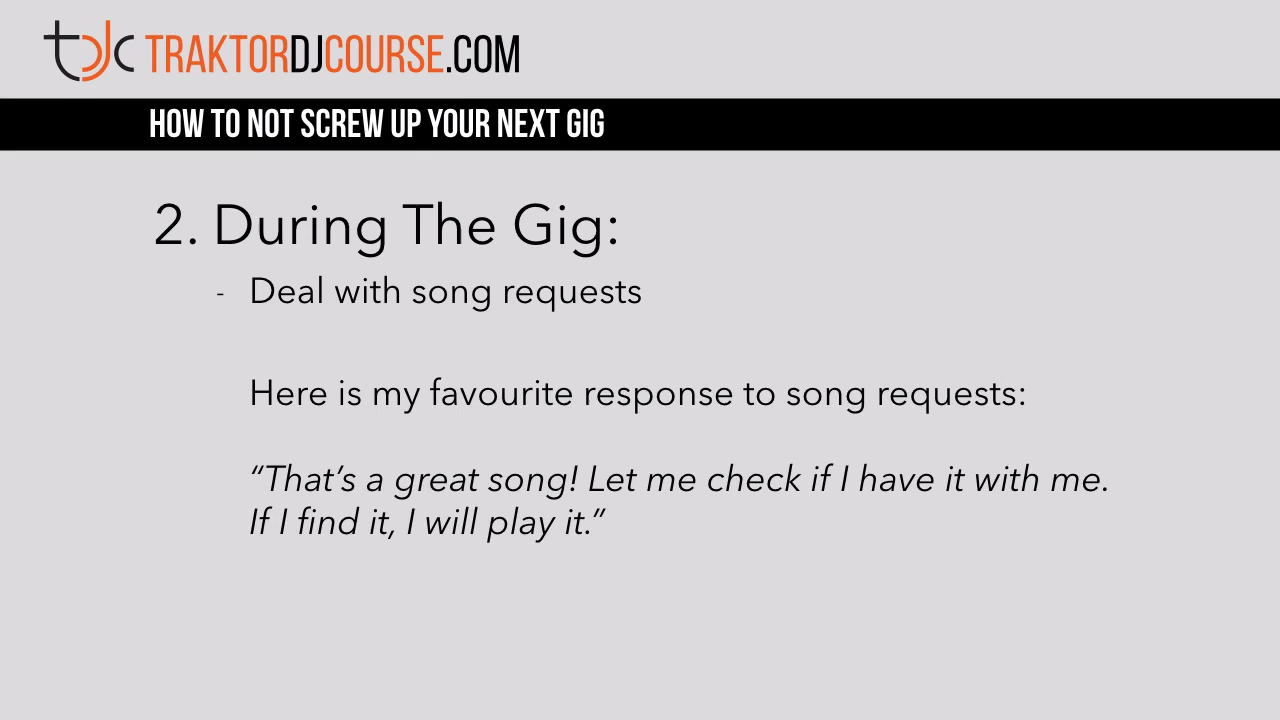 tdc TRAKTORDJCOURSE.COM
HOW TO NOT SCREW UP YOUR NEXT GIG
2. During The Gig:
- Deal with song requests
Here is my favourite response to song requests:
“That’s a great song! Let me check if I have it with me.
If I find it, I will play it.”